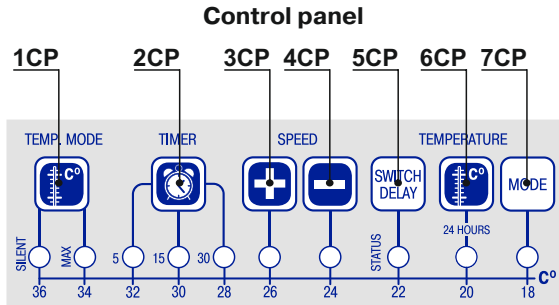 Control panel
1CP 2CP 3CP 4CP 5CP 6CP 7CP
TEMP. MODE TIMER SPEED TEMPERATURE
C° SWITCH DELAY C° MODE
24 HOURS
SILENT MAX 5 15 30 STATUS
36 34 32 30 28 26 24 22 20 18 C°